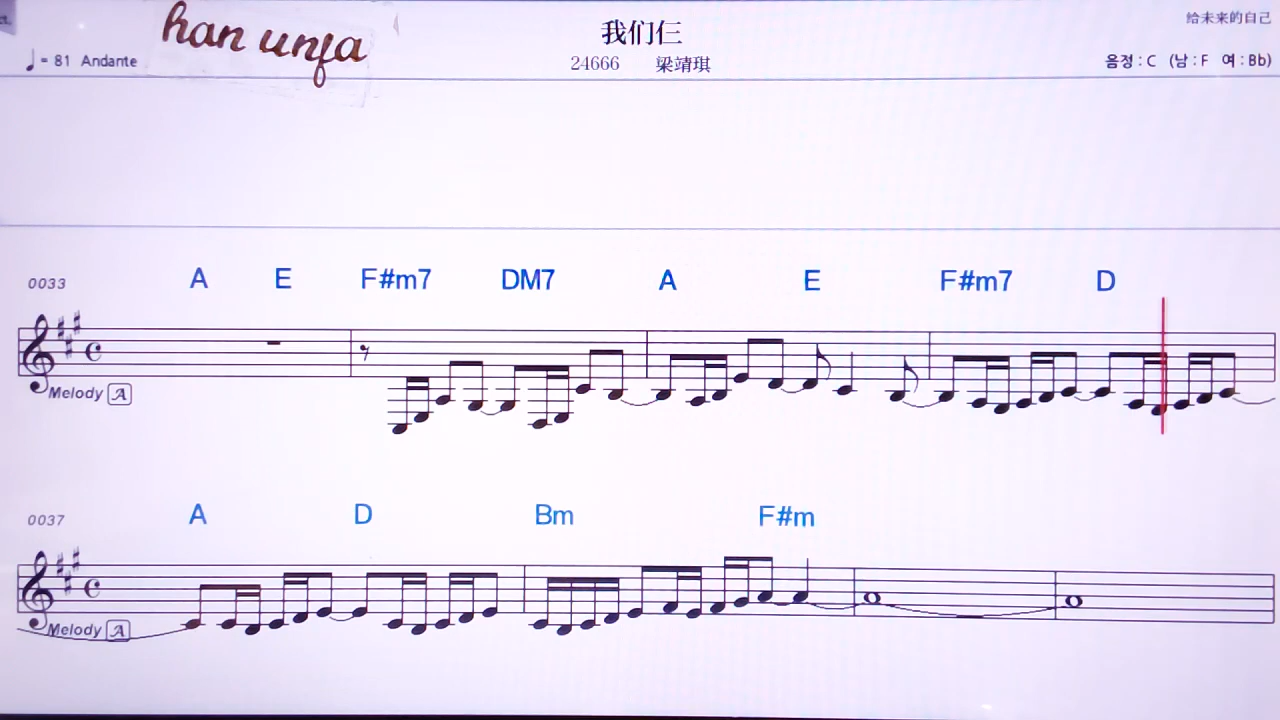 给未来的自己
han unfa
我们仨
♩ = 81 Andante
24666 梁靖琪
음정 : C (남 : F 여 : Bb)
0033 A E F#m7 DM7 A E F#m7 D
Melody A
0037 A D Bm F#m
Melody A